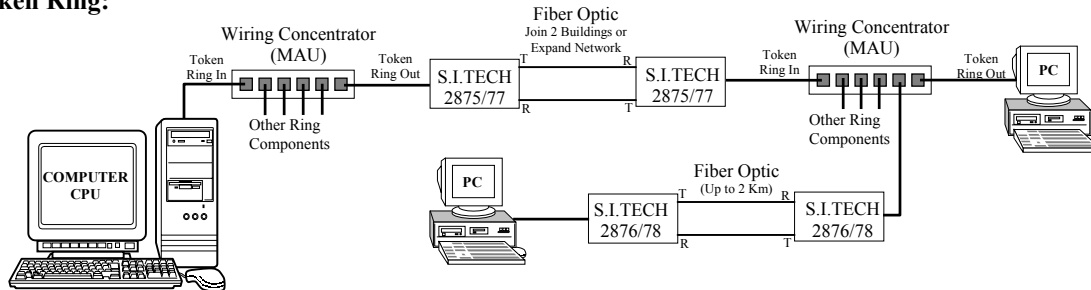 ken Ring:
Token
Ring In
Wiring Concentrator
(MAU)
Other Ring
Components
Token
Ring Out
Fiber Optic
Join 2 Buildings or
Expand Network
S.I.TECH
2875/77
T
R
R
T
S.I.TECH
2875/77
Token
Ring In
Wiring Concentrator
(MAU)
Other Ring
Components
Token
Ring Out
PC
COMPUTER
CPU
PC
S.I.TECH
2876/78
Fiber Optic
(Up to 2 Km)
T
R
R
T
S.I.TECH
2876/78